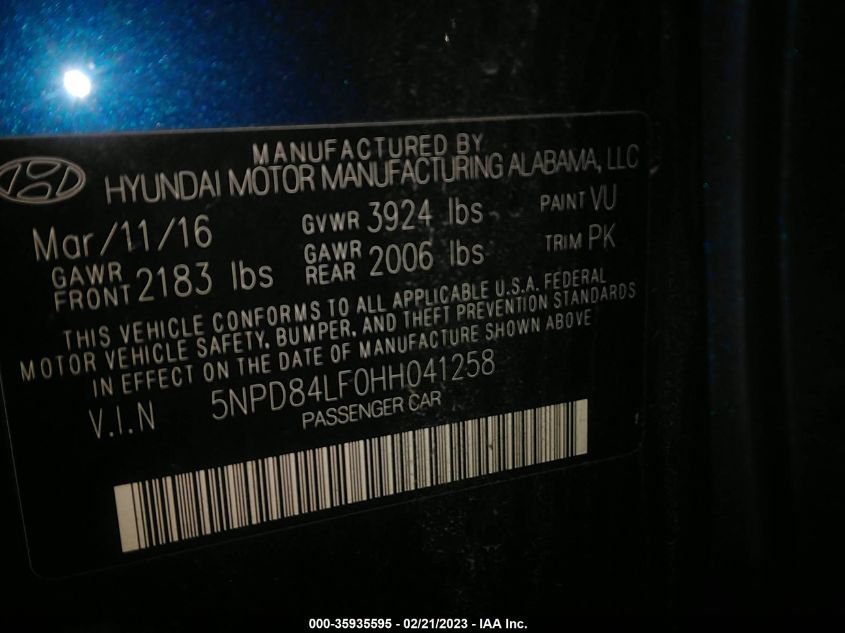 MANUFACTURED BY
HYUNDAI MOTOR MANUFACTURING ALABAMA, LLC
Mar/11/16 GVWR 3924 lbs PAINT VU
GAWR FRONT 2183 lbs GAWR REAR 2006 lbs TRIM PK
THIS VEHICLE CONFORMS TO ALL APPLICABLE U.S.A. FEDERAL
MOTOR VEHICLE SAFETY, BUMPER, AND THEFT PREVENTION STANDARDS
IN EFFECT ON THE DATE OF MANUFACTURE SHOWN ABOVE
V.I.N 5NPD84LF0HH041258
PASSENGER CAR
000-35935595 - 02/21/2023 - IAA Inc.